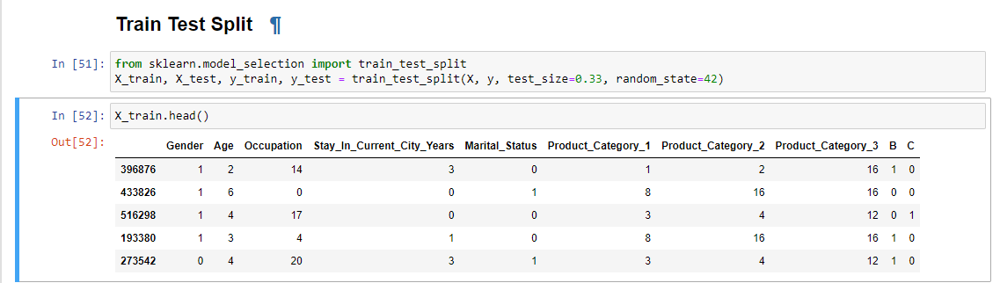 Train Test Split ¶
In [51]: from sklearn.model_selection import train_test_split
X_train, X_test, y_train, y_test = train_test_split(X, y, test_size=0.33, random_state=42)
In [52]: X_train.head()
Out[52]:
Gender Age Occupation Stay_In_Current_City_Years Marital_Status Product_Category_1 Product_Category_2 Product_Category_3 B C
396876 1 2 14 3 0 1 2 16 1 0
433826 1 6 0 0 1 8 16 16 0 0
516298 1 4 17 0 0 3 4 12 0 1
193380 1 3 4 1 0 8 16 16 1 0
273542 0 4 20 3 1 3 4 12 1 0